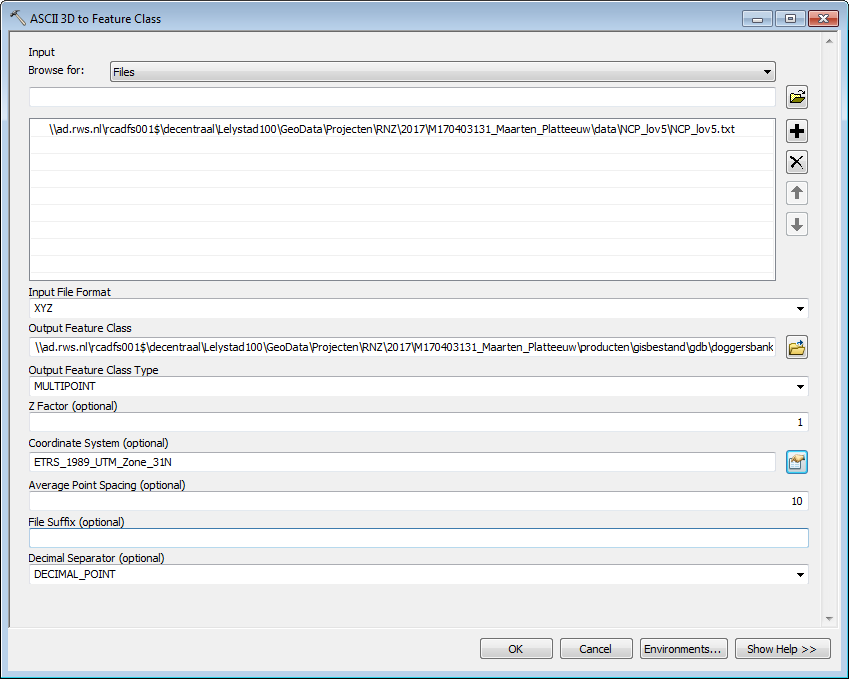 ASCII 3D to Feature Class
Input
Browse for:
Files
\\ad.rws.nl\rcadfs001$\decentraal\Lelystad100\GeoData\Projecten\RNZ\2017\M170403131_Maarten_Platteeuw\data\NCP_lov5\NCP_lov5.txt
Input File Format
XYZ
Output Feature Class
\\ad.rws.nl\rcadfs001$\decentraal\Lelystad100\GeoData\Projecten\RNZ\2017\M170403131_Maarten_Platteeuw\producten\gisbestand\gdb\doggersbank
Output Feature Class Type
MULTIPOINT
Z Factor (optional)
1
Coordinate System (optional)
ETRS_1989_UTM_Zone_31N
Average Point Spacing (optional)
10
File Suffix (optional)
Decimal Separator (optional)
DECIMAL_POINT
OK Cancel Environments... Show Help >>